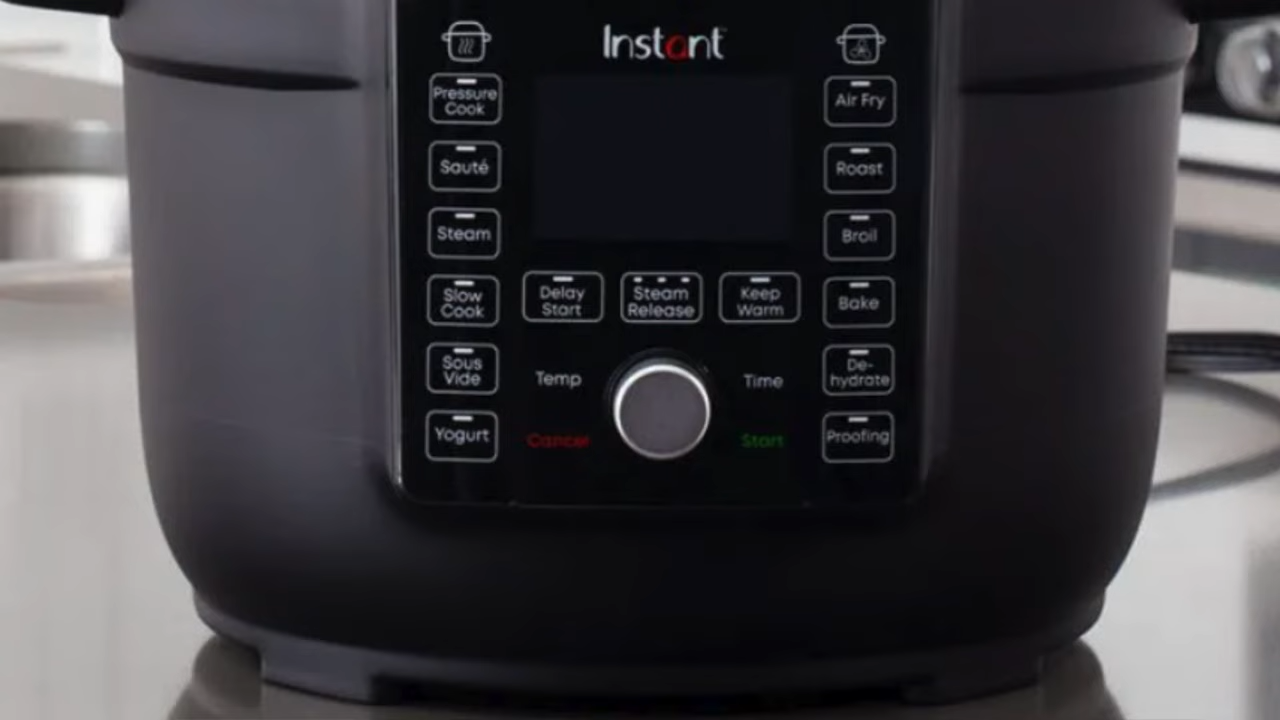 Instant
Pressure
Cook
Air Fry
Sauté
Roast
Steam
Broil
Delay
Start
Steam
Release
Keep
Warm
Slow
Cook
Bake
Sous
Vide
Temp
Time
De-
hydrate
Yogurt
Cancel
Start
Proofing